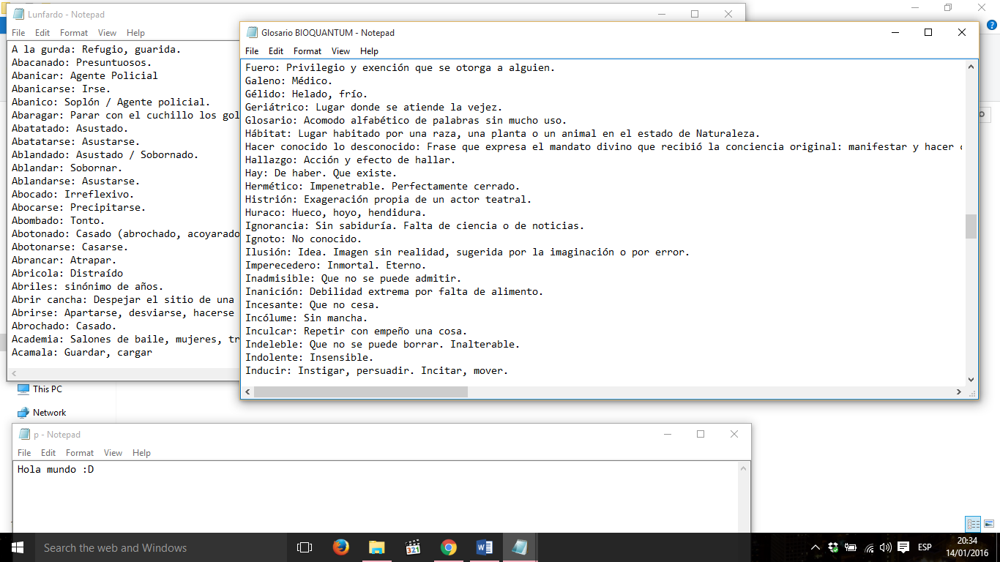 Lunfardo - Notepad
File Edit Format View Help
A la gurda: Refugio, guarida.
Abacanado: Presuntuosos.
Abanicar: Agente Policial
Abanicarse: Irse.
Abanico: Soplón / Agente policial.
Abaragar: Parar con el cuchillo los gol
Abatatado: Asustado.
Abatatarse: Asustarse.
Ablandado: Asustado / Sobornado.
Ablandar: Sobornar.
Ablandarse: Asustarse.
Abocado: Irreflexivo.
Abocarse: Precipitarse.
Abombado: Tonto.
Abotonado: Casado (abrochado, acoyarado
Abotonarse: Casarse.
Abrancar: Atrapar.
Abricola: Distraído
Abriles: sinónimo de años.
Abrir cancha: Despejar el sitio de una
Abrirse: Apartarse, desviarse, hacerse
Abrochado: Casado.
Academia: Salones de baile, mujeres, tr
Acamala: Guardar, cargar
Glosario BIOQUANTUM - Notepad
File Edit Format View Help
Fuero: Privilegio y exención que se otorga a alguien.
Galeno: Médico.
Gélido: Helado, frío.
Geriátrico: Lugar donde se atiende la vejez.
Glosario: Acomodo alfabético de palabras sin mucho uso.
Hábitat: Lugar habitado por una raza, una planta o un animal en el estado de Naturaleza.
Hacer conocido lo desconocido: Frase que expresa el mandato divino que recibió la conciencia original: manifestar y hacer
Hallazgo: Acción y efecto de hallar.
Hay: De haber. Que existe.
Hermético: Impenetrable. Perfectamente cerrado.
Histrión: Exageración propia de un actor teatral.
Huraco: Hueco, hoyo, hendidura.
Ignorancia: Sin sabiduría. Falta de ciencia o de noticias.
Ignoto: No conocido.
Ilusión: Idea. Imagen sin realidad, sugerida por la imaginación o por error.
Imperecedero: Inmortal. Eterno.
Inadmisible: Que no se puede admitir.
Inanición: Debilidad extrema por falta de alimento.
Incesante: Que no cesa.
Incólume: Sin mancha.
Inculcar: Repetir con empeño una cosa.
Indeleble: Que no se puede borrar. Inalterable.
Indolente: Insensible.
Inducir: Instigar, persuadir. Incitar, mover.
This PC
Network
p - Notepad
File Edit Format View Help
Hola mundo :D
Search the web and Windows
321
ESP
20:34
14/01/2016